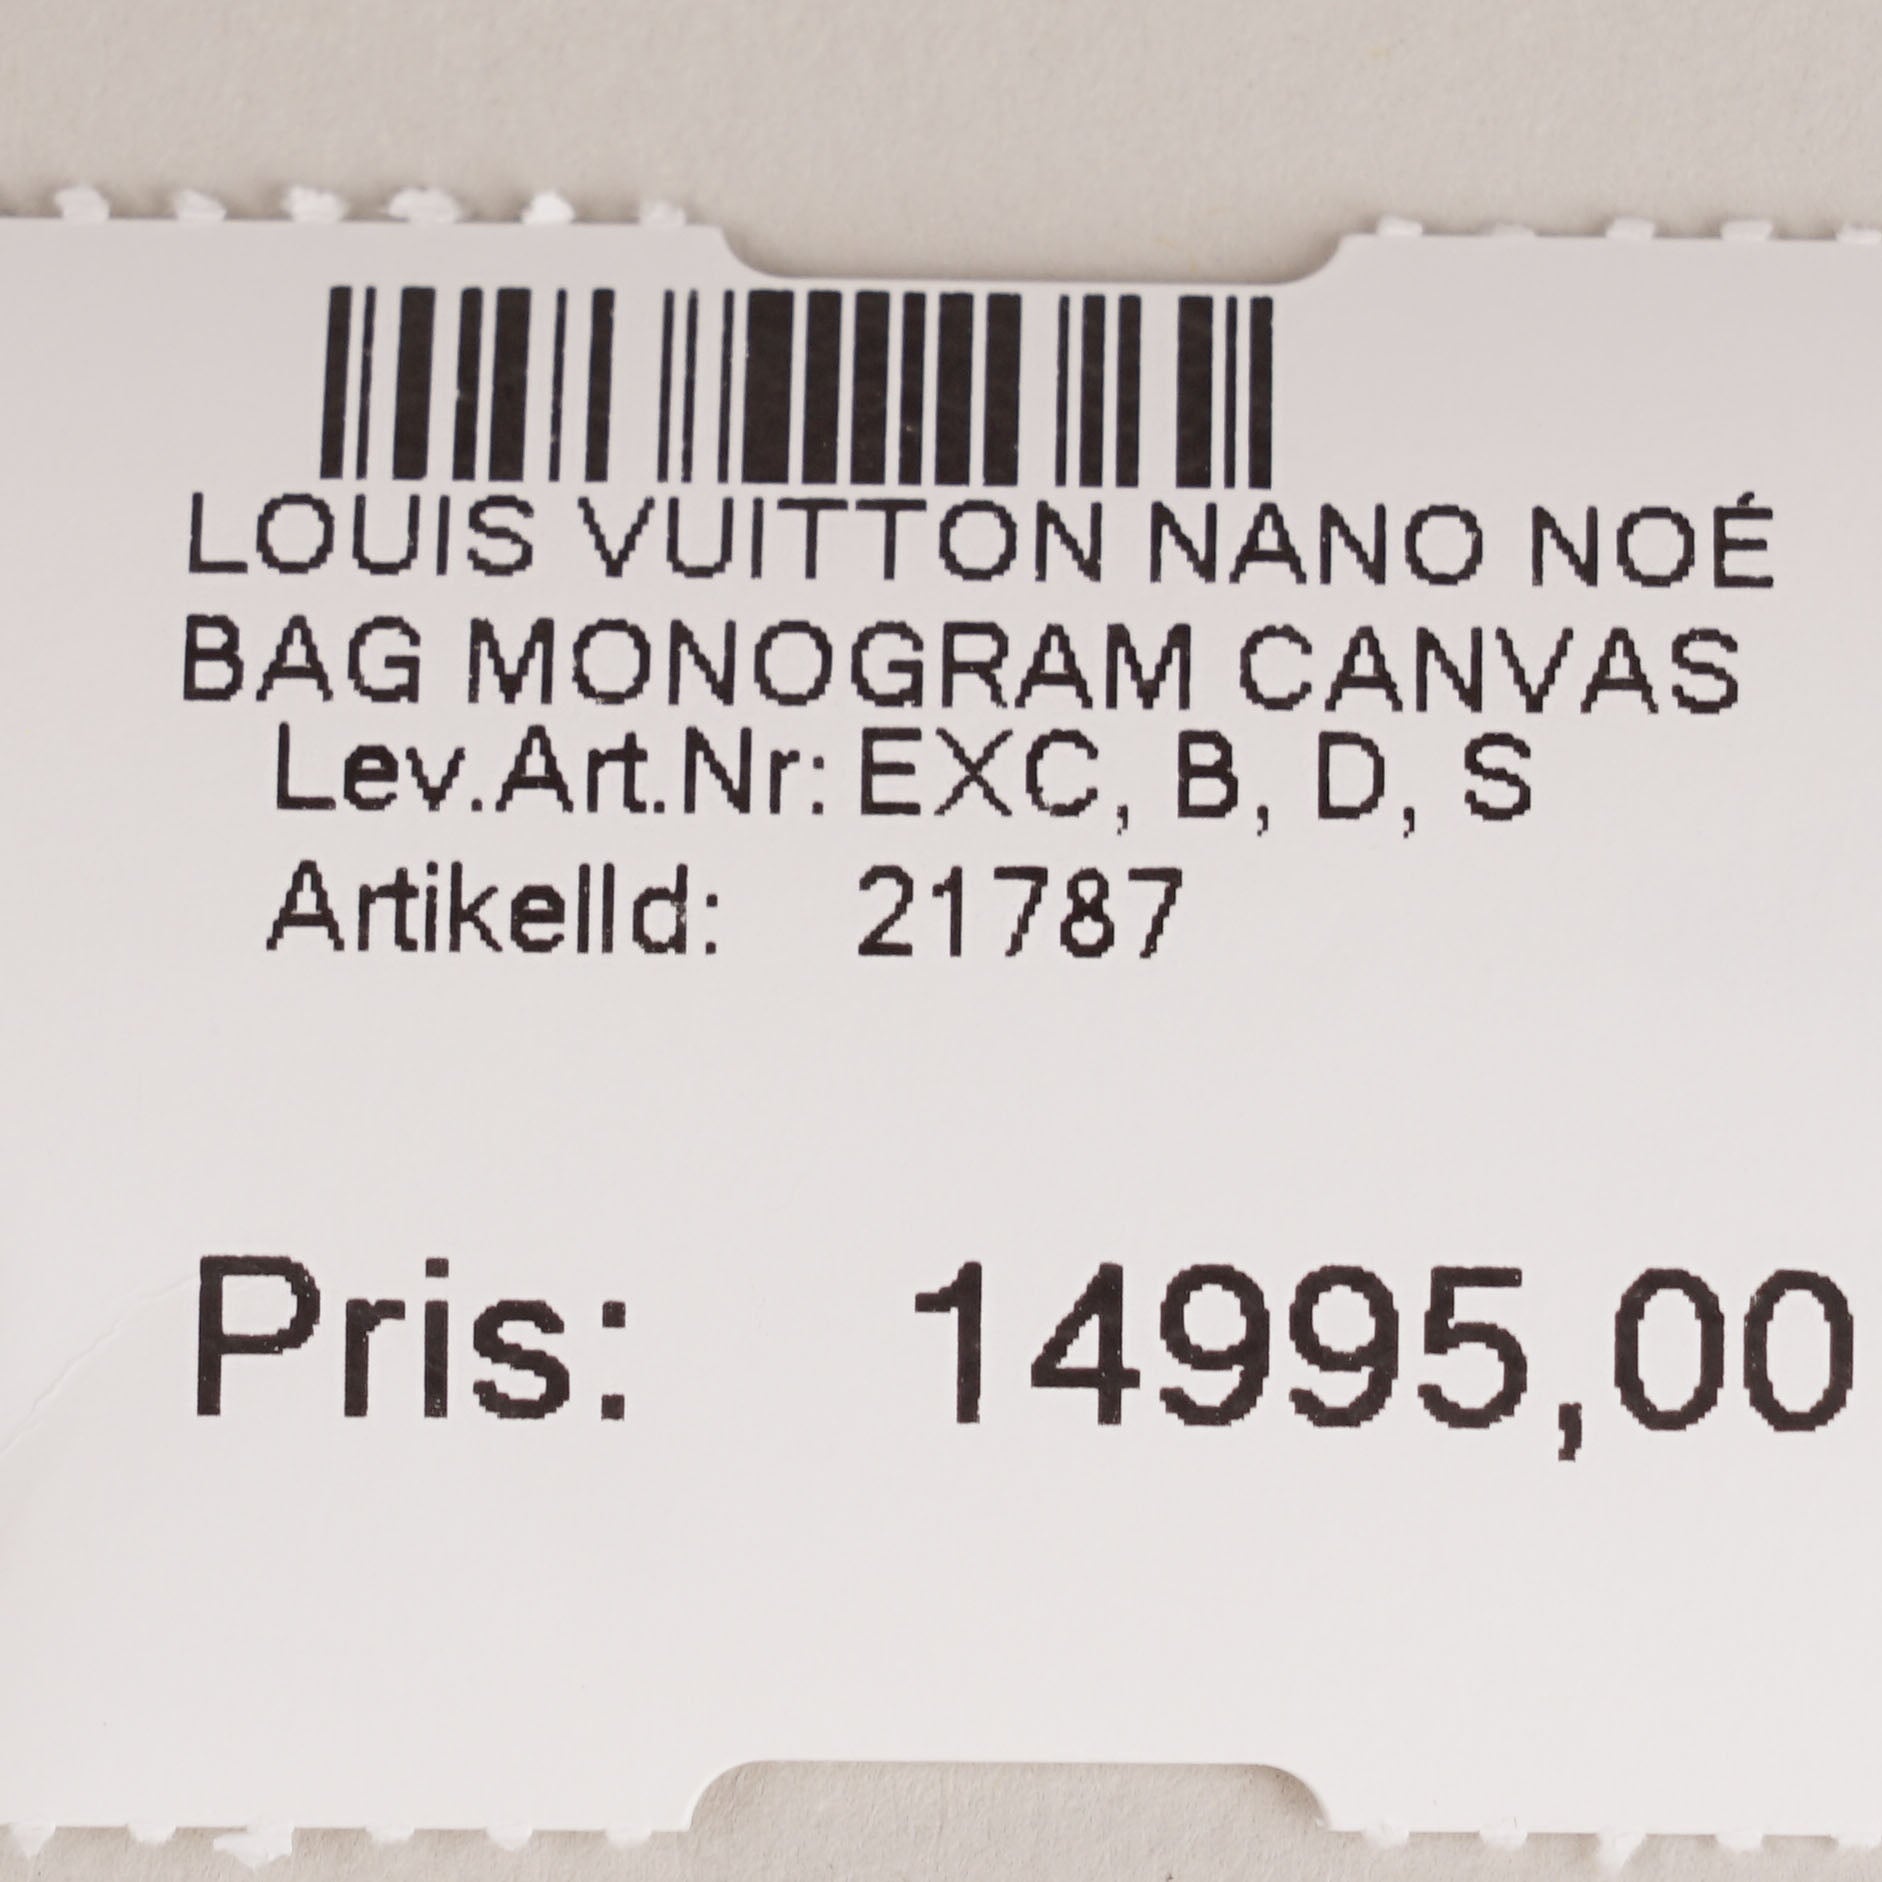 LOUIS VUITTON NANO NOÉ
BAG MONOGRAM CANVAS
Lev.Art.Nr: EXC, B, D, S
ArtikelId: 21787
Pris: 14995,00